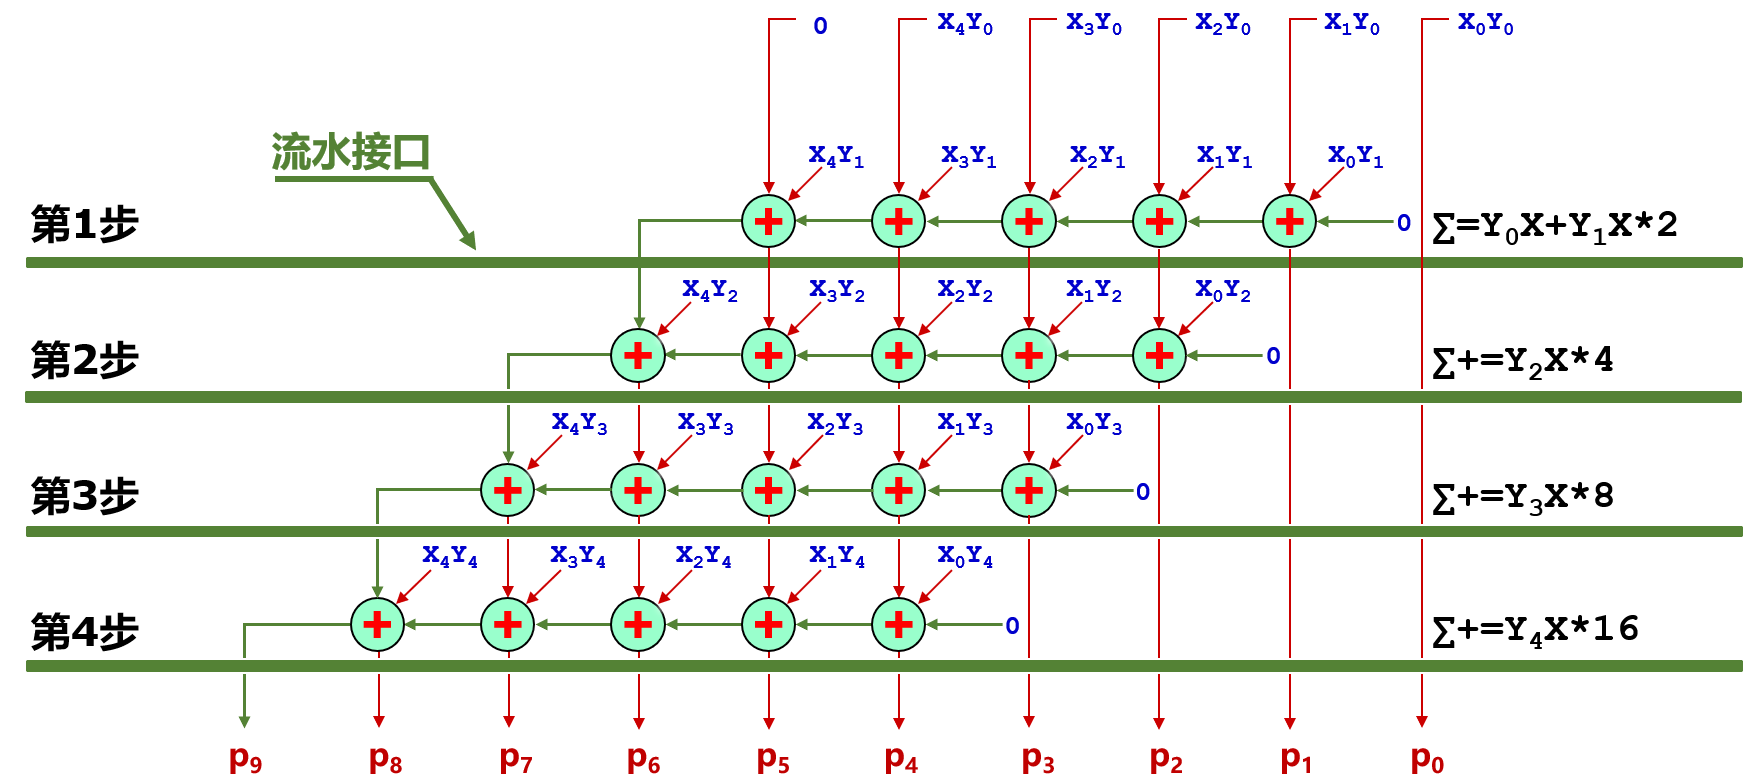 0 X₄Y₀ X₃Y₀ X₂Y₀ X₁Y₀ X₀Y₀
流水接口
X₄Y₁ X₃Y₁ X₂Y₁ X₁Y₁ X₀Y₁
第1步 + + + + + 0 ∑=Y₀X+Y₁X*2
X₄Y₂ X₃Y₂ X₂Y₂ X₁Y₂ X₀Y₂
第2步 + + + + + 0 ∑+=Y₂X*4
X₄Y₃ X₃Y₃ X₂Y₃ X₁Y₃ X₀Y₃
第3步 + + + + + 0 ∑+=Y₃X*8
X₄Y₄ X₃Y₄ X₂Y₄ X₁Y₄ X₀Y₄
第4步 + + + + + 0 ∑+=Y₄X*16
p₉ p₈ p₇ p₆ p₅ p₄ p₃ p₂ p₁ p₀